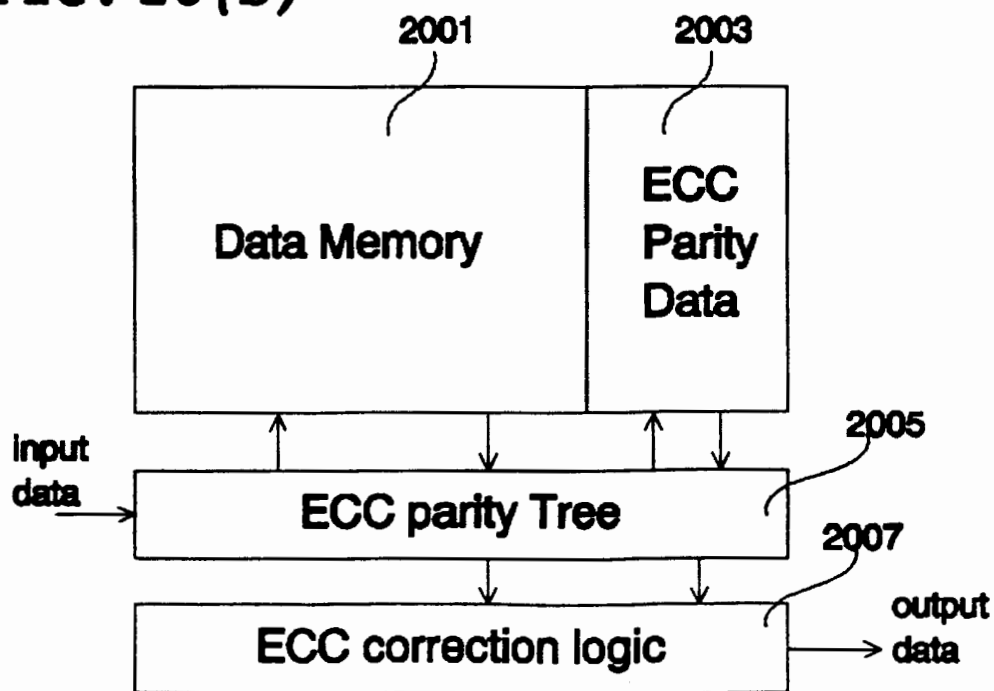 2001
2003
Data Memory
ECC
Parity
Data
input
data
2005
ECC parity Tree
2007
ECC correction logic
output
data